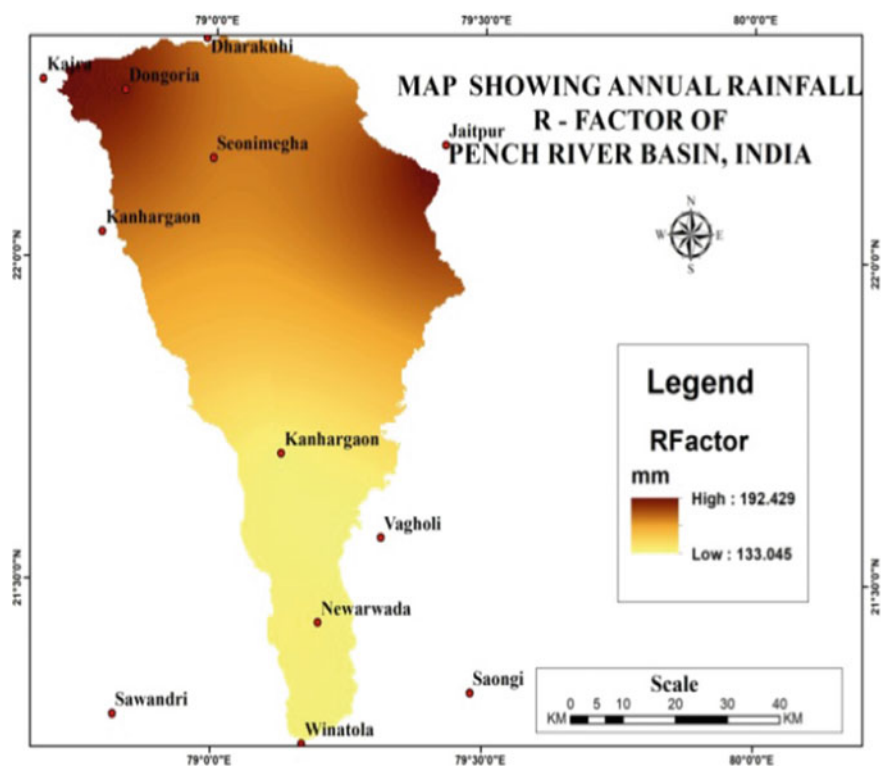 79°0'0"E
79°30'0"E
80°0'0"E
Dharakuhi
Kaira
Dongoria
MAP SHOWING ANNUAL RAINFALL
R - FACTOR OF
PENCH RIVER BASIN, INDIA
Jaitpur
Seonimegha
Kanhargaon
N
W E
S
22°0'0"N
22°0'0"N
Legend
RFactor
mm
High : 192.429
Low : 133.045
Kanhargaon
Vagholi
21°30'0"N
21°30'0"N
Newarwada
Saongi
Sawandri
Scale
0 5 10 20 30 40
KM KM
Winatola
79°0'0"E
79°30'0"E
80°0'0"E